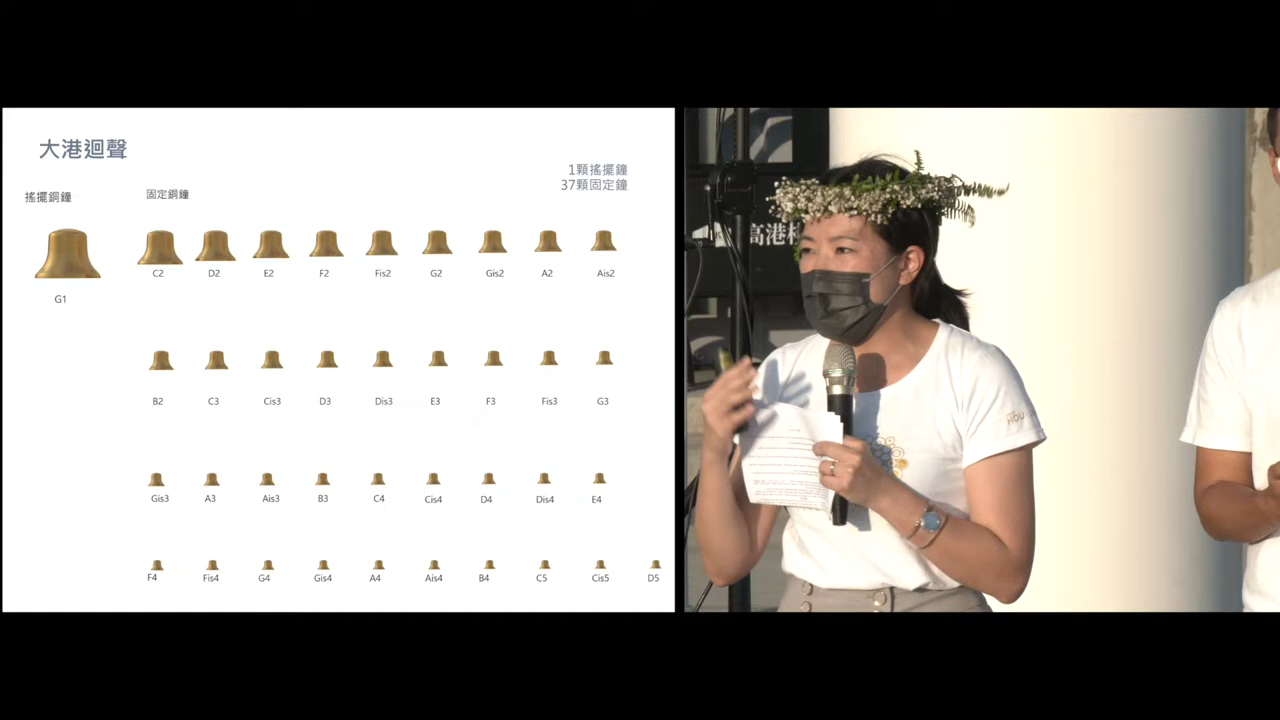 大港迴聲
1顆搖擺鐘
37顆固定鐘
搖擺銅鐘
固定銅鐘
G1
C2 D2 E2 F2 Fis2 G2 Gis2 A2 Ais2
B2 C3 Cis3 D3 Dis3 E3 F3 Fis3 G3
Gis3 A3 Ais3 B3 C4 Cis4 D4 Dis4 E4
F4 Fis4 G4 Gis4 A4 Ais4 B4 C5 Cis5 D5
高港
HOU